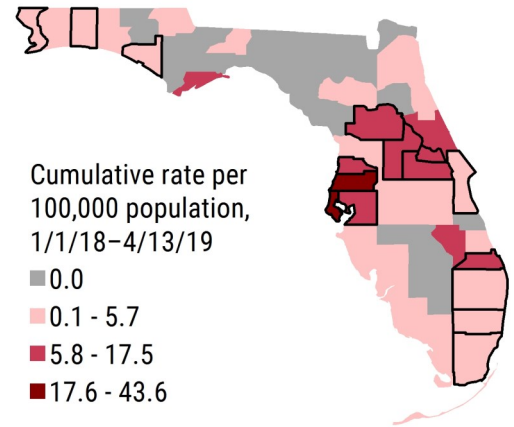 Cumulative rate per
100,000 population,
1/1/18–4/13/19
0.0
0.1 - 5.7
5.8 - 17.5
17.6 - 43.6